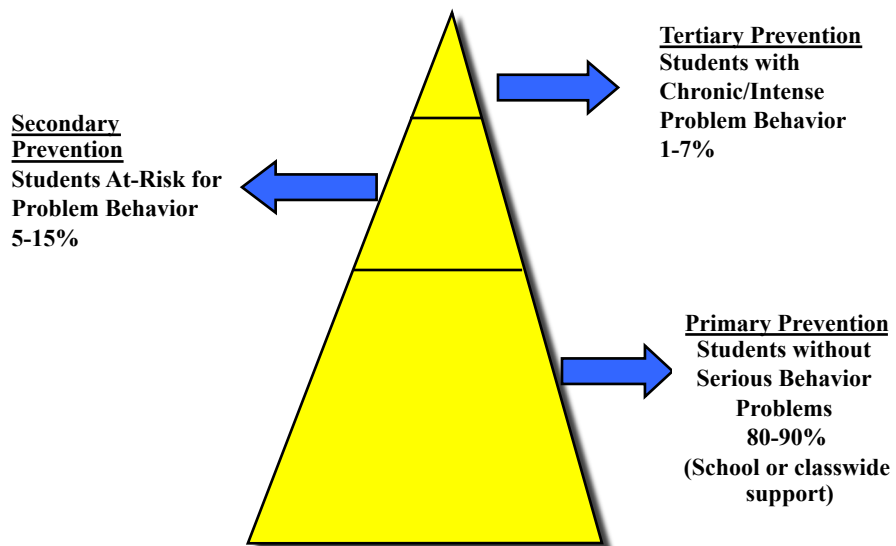 Tertiary Prevention
Students with
Chronic/Intense
Problem Behavior
1-7%
Secondary
Prevention
Students At-Risk for
Problem Behavior
5-15%
Primary Prevention
Students without
Serious Behavior
Problems
80-90%
(School or classwide
support)